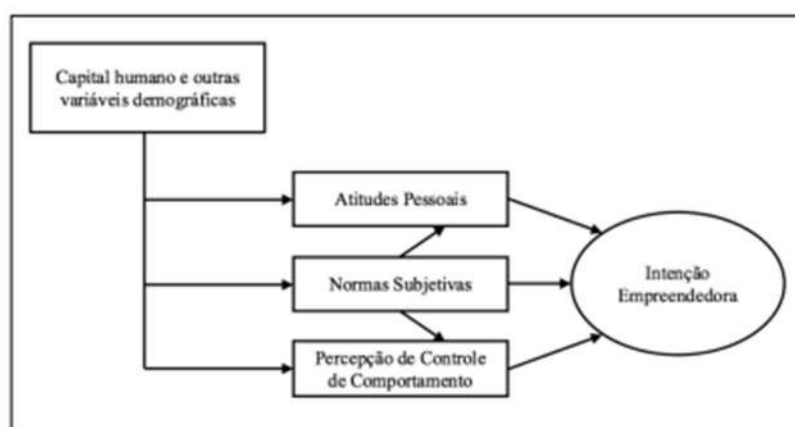 Capital humano e outras
variáveis demográficas
Atitudes Pessoais
Normas Subjetivas
Intenção
Empreendedora
Percepção de Controle
de Comportamento